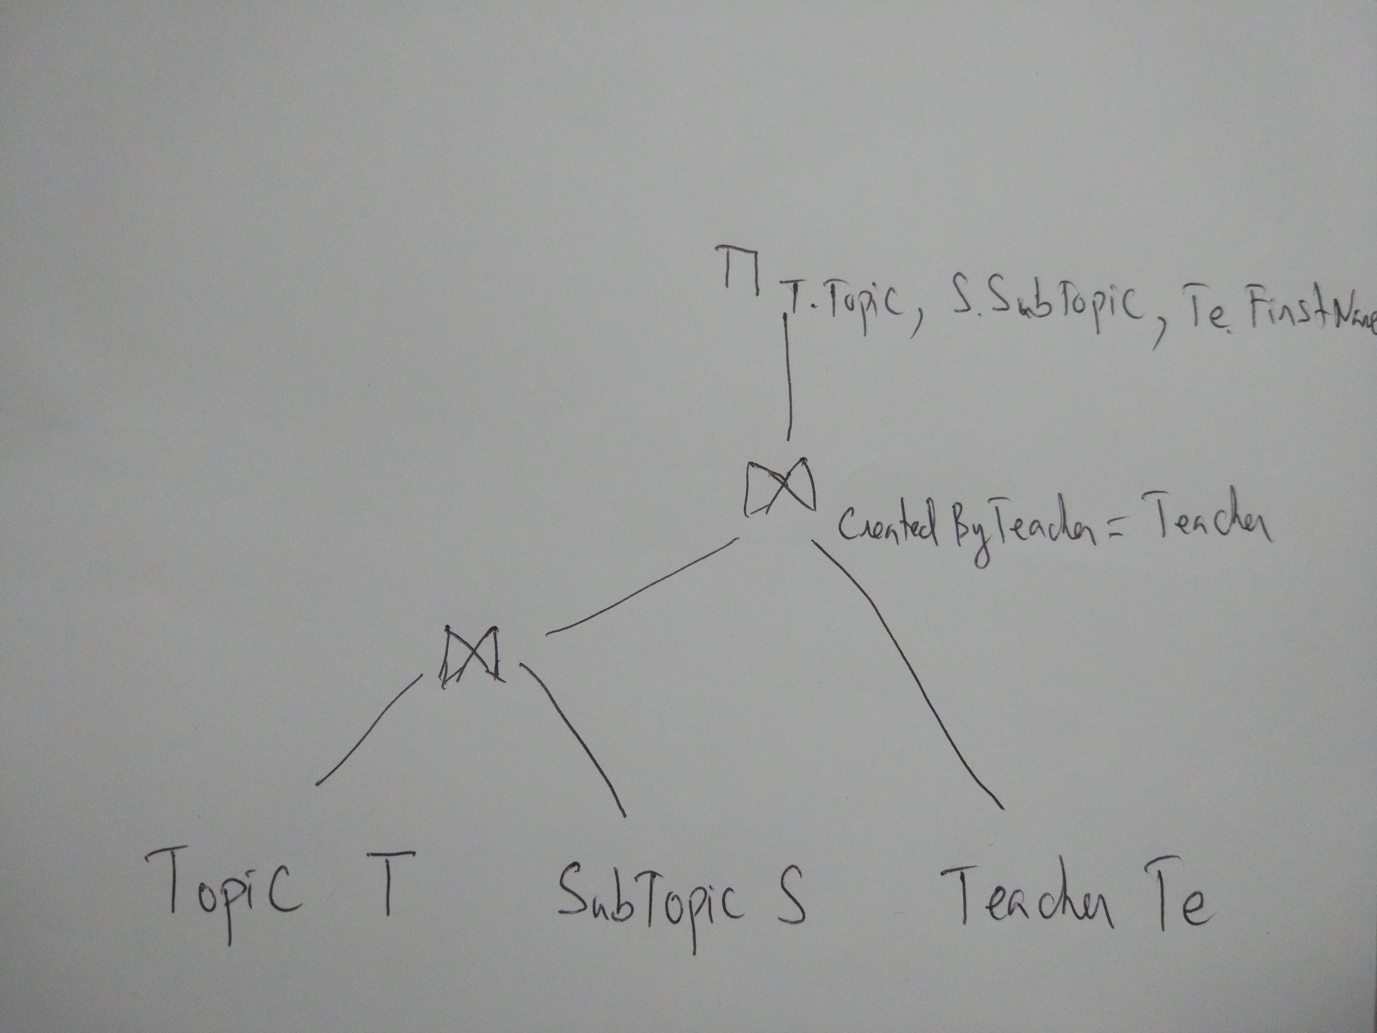 Π T.Topic, S.SubTopic, Te.FirstName
⋈ CreatedByTeacher = Teacher
⋈
Topic T SubTopic S Teacher Te